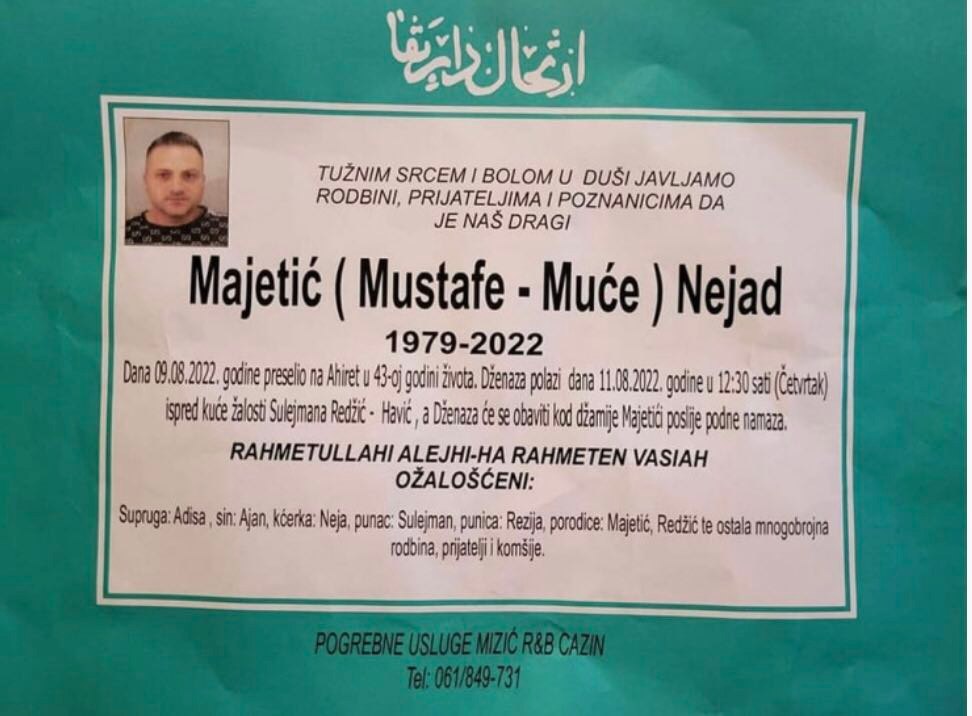 ارتحال دار بقا
TUŽNIM SRCEM I BOLOM U DUŠI JAVLJAMO
RODBINI, PRIJATELJIMA I POZNANICIMA DA
JE NAŠ DRAGI
Majetić ( Mustafe - Muće ) Nejad
1979-2022
Dana 09.08.2022. godine preselio na Ahiret u 43-oj godini života. Dženaza polazi dana 11.08.2022. godine u 12:30 sati (Četvrtak)
ispred kuće žalosti Sulejmana Redžić - Havić , a Dženaza će se obaviti kod džamije Majetići poslije podne namaza.
RAHMETULLAHI ALEJHI-HA RAHMETEN VASIAH
OŽALOŠĆENI:
Supruga: Adisa , sin: Ajan, kćerka: Neja, punac: Sulejman, punica: Rezija, porodice: Majetić, Redžić te ostala mnogobrojna
rodbina, prijatelji i komšije.
POGREBNE USLUGE MIZIĆ R&B CAZIN
Tel: 061/849-731